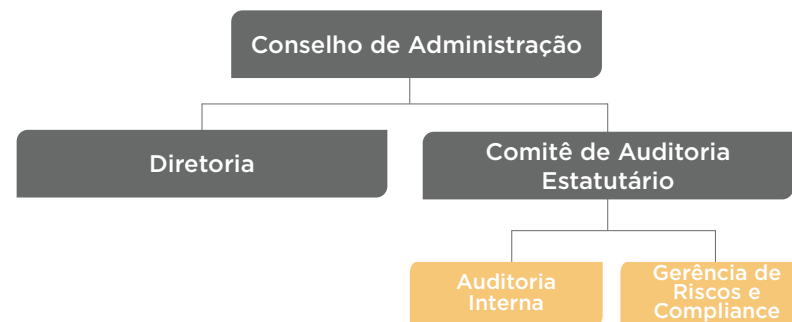 Conselho de Administração
Diretoria
Comitê de Auditoria
Estatutário
Auditoria
Interna
Gerência de
Riscos e
Compliance